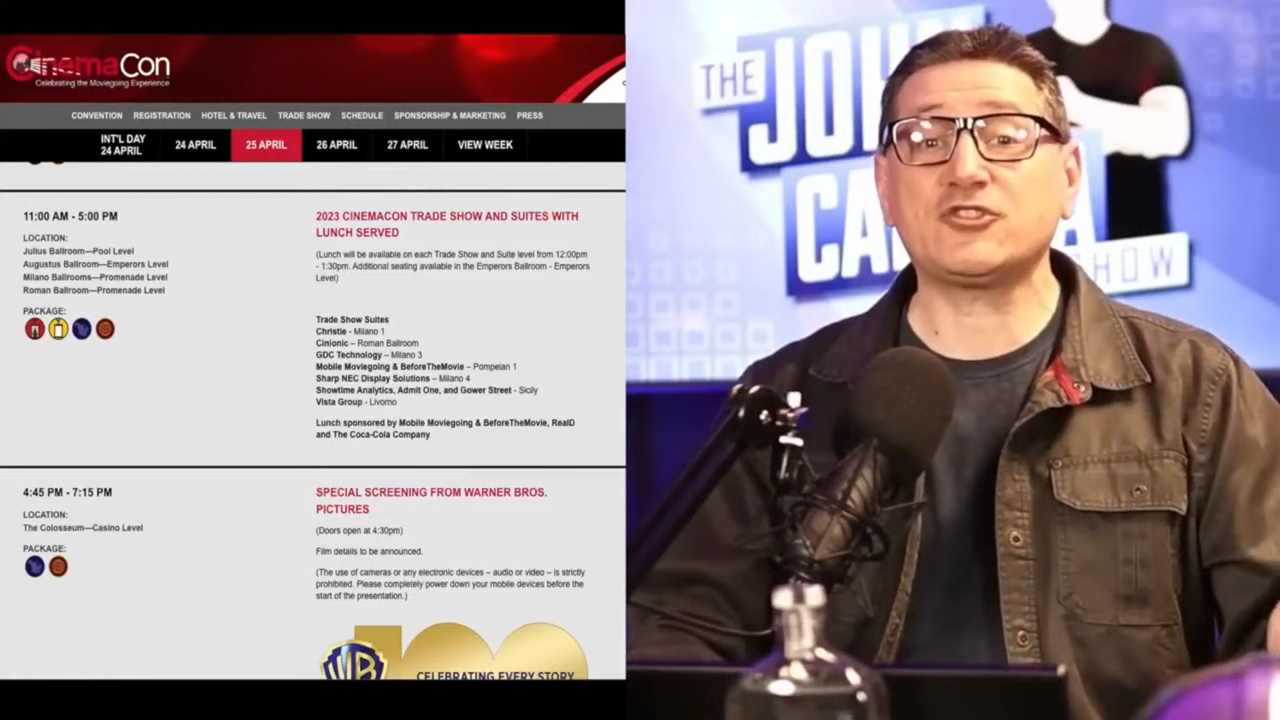 CinemaCon
Celebrating the Moviegoing Experience
CONVENTION REGISTRATION HOTEL & TRAVEL TRADE SHOW SCHEDULE SPONSORSHIP & MARKETING PRESS
INT'L DAY
24 APRIL
24 APRIL
25 APRIL
26 APRIL
27 APRIL
VIEW WEEK
11:00 AM - 5:00 PM
LOCATION:
Julius Ballroom—Pool Level
Augustus Ballroom—Emperors Level
Milano Ballrooms—Promenade Level
Roman Ballroom—Promenade Level
PACKAGE:
2023 CINEMACON TRADE SHOW AND SUITES WITH
LUNCH SERVED
(Lunch will be available on each Trade Show and Suite level from 12:00pm
- 1:30pm. Additional seating available in the Emperors Ballroom - Emperors
Level)
Trade Show Suites
Christie - Milano 1
Cinionic – Roman Ballroom
GDC Technology – Milano 3
Mobile Moviegoing & BeforeTheMovie – Pompeian 1
Sharp NEC Display Solutions – Milano 4
Showtime Analytics, Admit One, and Gower Street - Sicily
Vista Group - Livorno
Lunch sponsored by Mobile Moviegoing & BeforeTheMovie, RealD
and The Coca-Cola Company
4:45 PM - 7:15 PM
LOCATION:
The Colosseum—Casino Level
PACKAGE:
SPECIAL SCREENING FROM WARNER BROS.
PICTURES
(Doors open at 4:30pm)
Film details to be announced.
(The use of cameras or any electronic devices – audio or video – is strictly
prohibited. Please completely power down your mobile devices before the
start of the presentation.)
WB
100
CELEBRATING EVERY STORY
THE
JOH
CA
A
SHOW